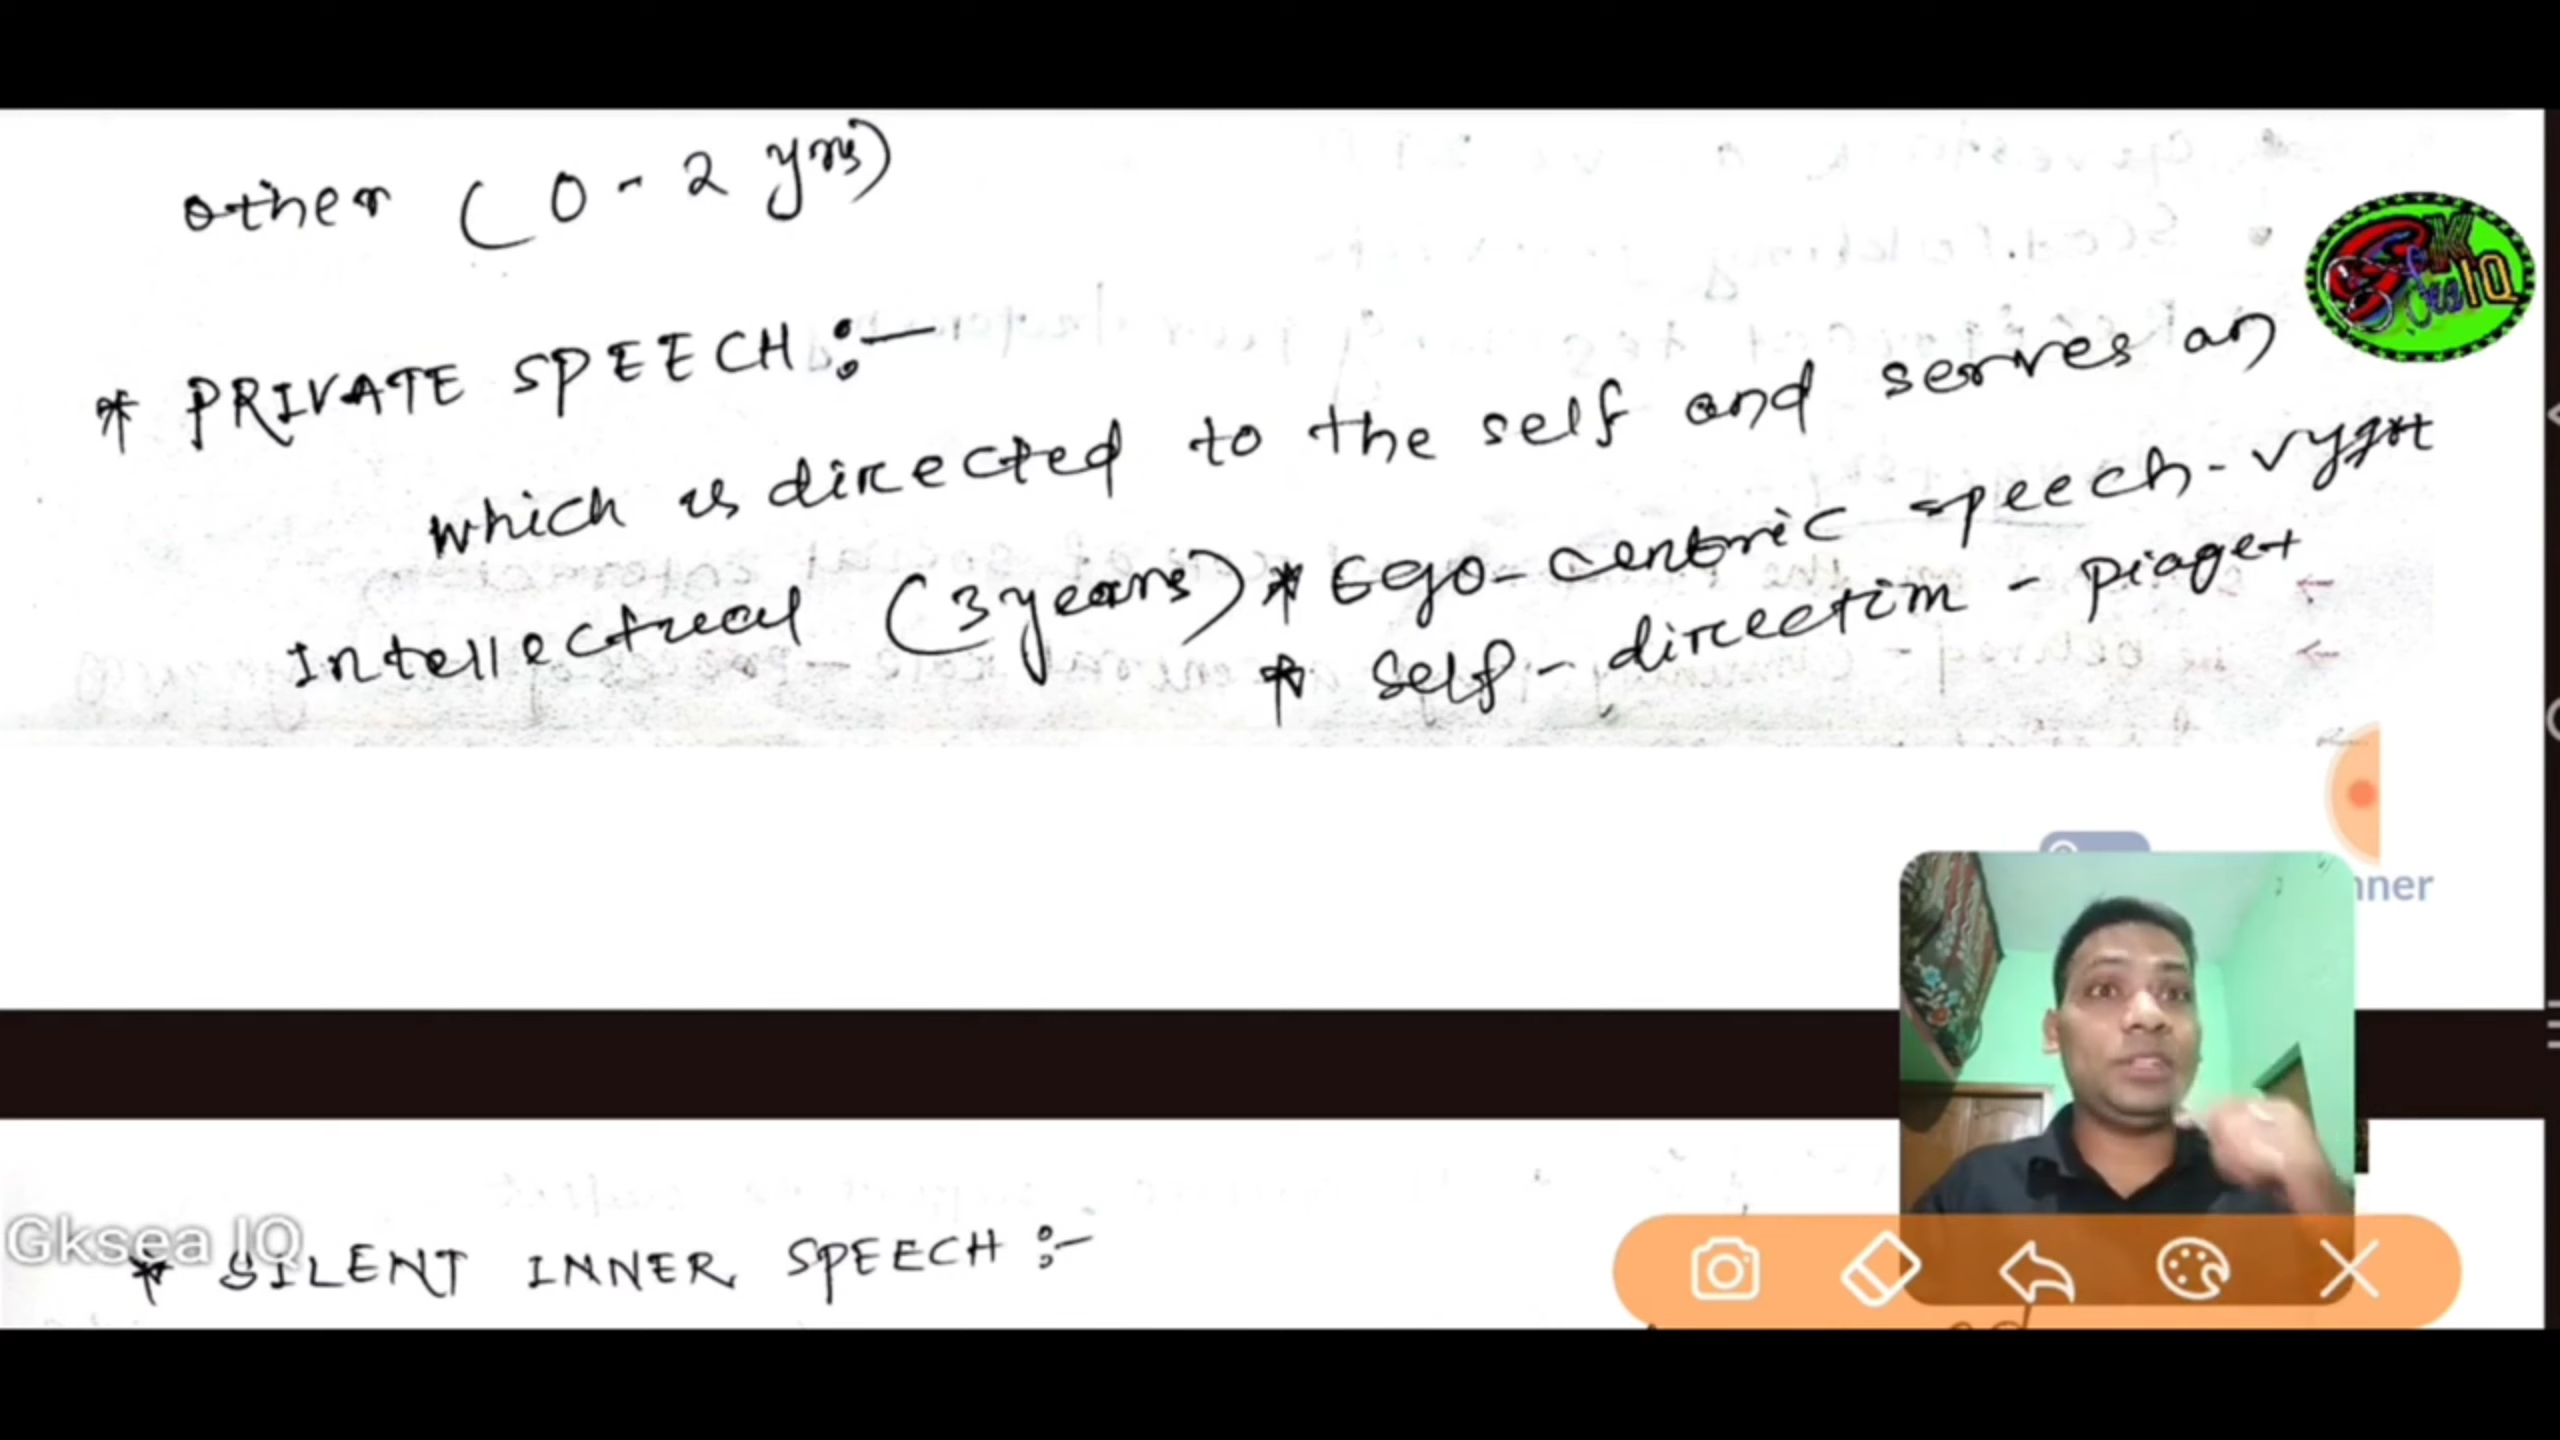 other (0 - 2 yrs)
* PRIVATE SPEECH :-
which is directed to the self and serves an
Intellectual (3 years) * Ego-centric speech - vygot
* Self - direction - piaget
nner
Gksea IQ
* SILENT INNER SPEECH :-